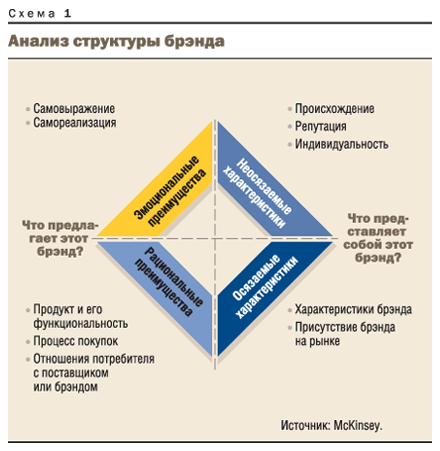 Схема 1
Анализ структуры брэнда
• Самовыражение
• Самореализация
• Происхождение
• Репутация
• Индивидуальность
Эмоциональные
преимущества
Неосязаемые
характеристики
Что предла-
гает этот
брэнд?
Что пред-
ставляет
собой этот
брэнд?
Рациональные
преимущества
Осязаемые
характеристики
• Продукт и его
функциональность
• Процесс покупок
• Отношения потребителя
с поставщиком
или брэндом
• Характеристики брэнда
• Присутствие брэнда
на рынке
Источник: McKinsey.